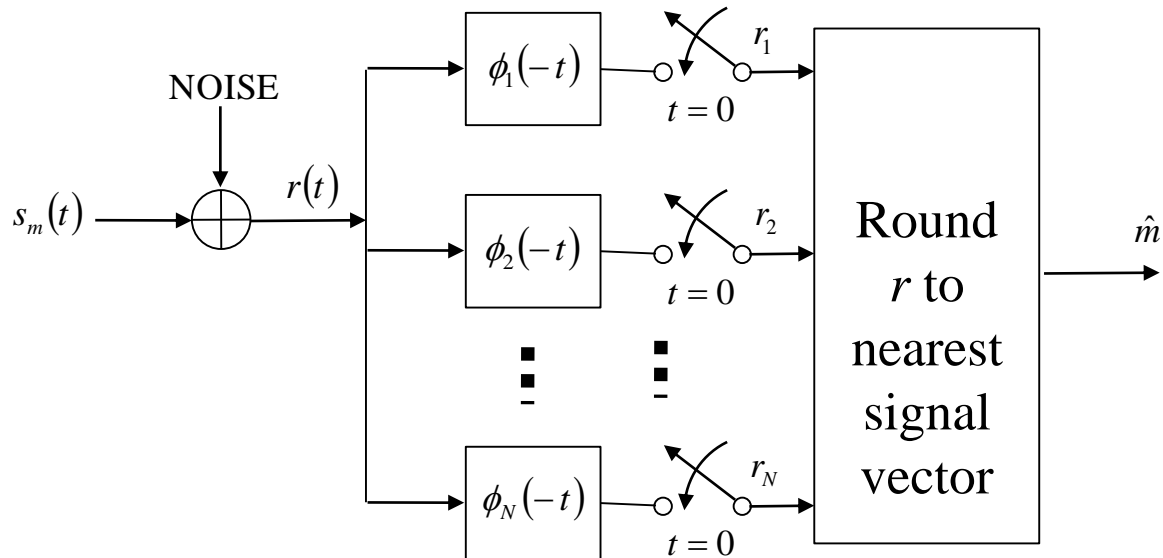 NOISE
s_m(t)
r(t)
ϕ_1(−t)
t = 0
r_1
ϕ_2(−t)
t = 0
r_2
ϕ_N(−t)
t = 0
r_N
Round
r to
nearest
signal
vector
m̂